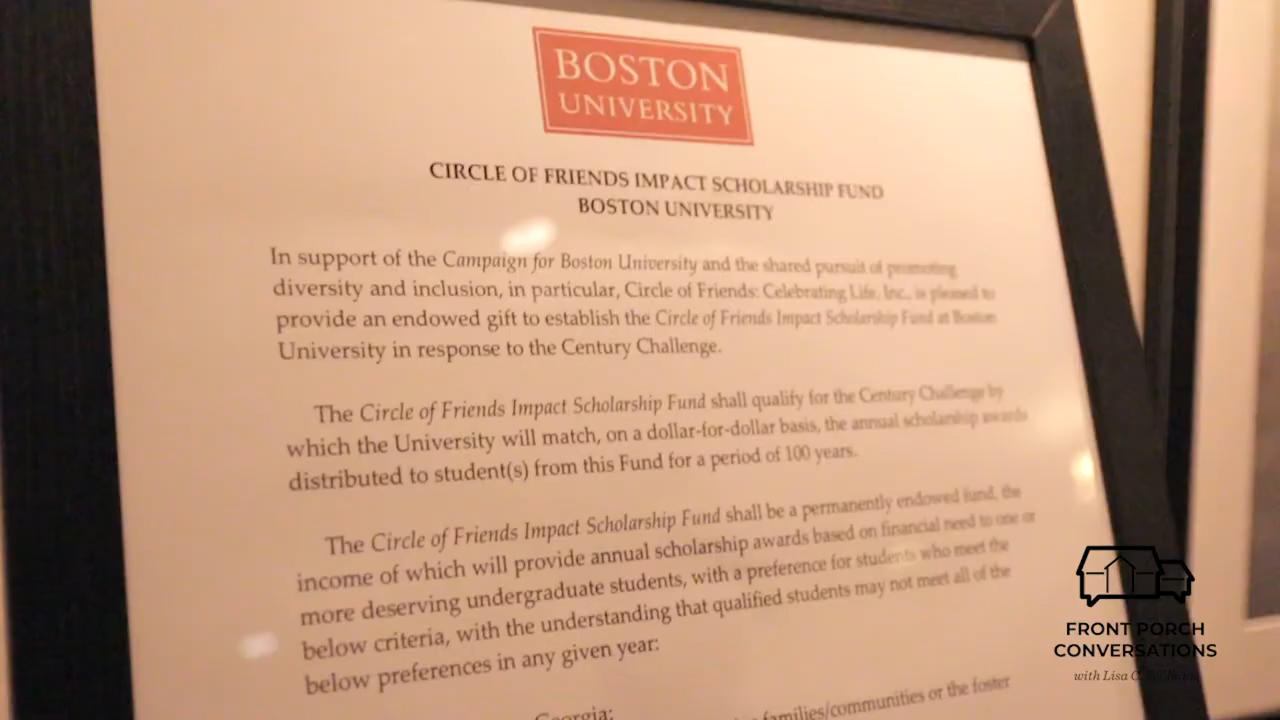 BOSTON
UNIVERSITY
CIRCLE OF FRIENDS IMPACT SCHOLARSHIP FUND
BOSTON UNIVERSITY
In support of the Campaign for Boston University and the shared pursuit of promoting
diversity and inclusion, in particular, Circle of Friends: Celebrating Life, Inc., is pleased to
provide an endowed gift to establish the Circle of Friends Impact Scholarship Fund at Boston
University in response to the Century Challenge.
The Circle of Friends Impact Scholarship Fund shall qualify for the Century Challenge by
which the University will match, on a dollar-for-dollar basis, the annual scholarship awards
distributed to student(s) from this Fund for a period of 100 years.
The Circle of Friends Impact Scholarship Fund shall be a permanently endowed fund, the
income of which will provide annual scholarship awards based on financial need to one or
more deserving undergraduate students, with a preference for students who meet the
below criteria, with the understanding that qualified students may not meet all of the
below preferences in any given year:
Georgia;
families/communities or the foster
FRONT PORCH
CONVERSATIONS
with Lisa C.